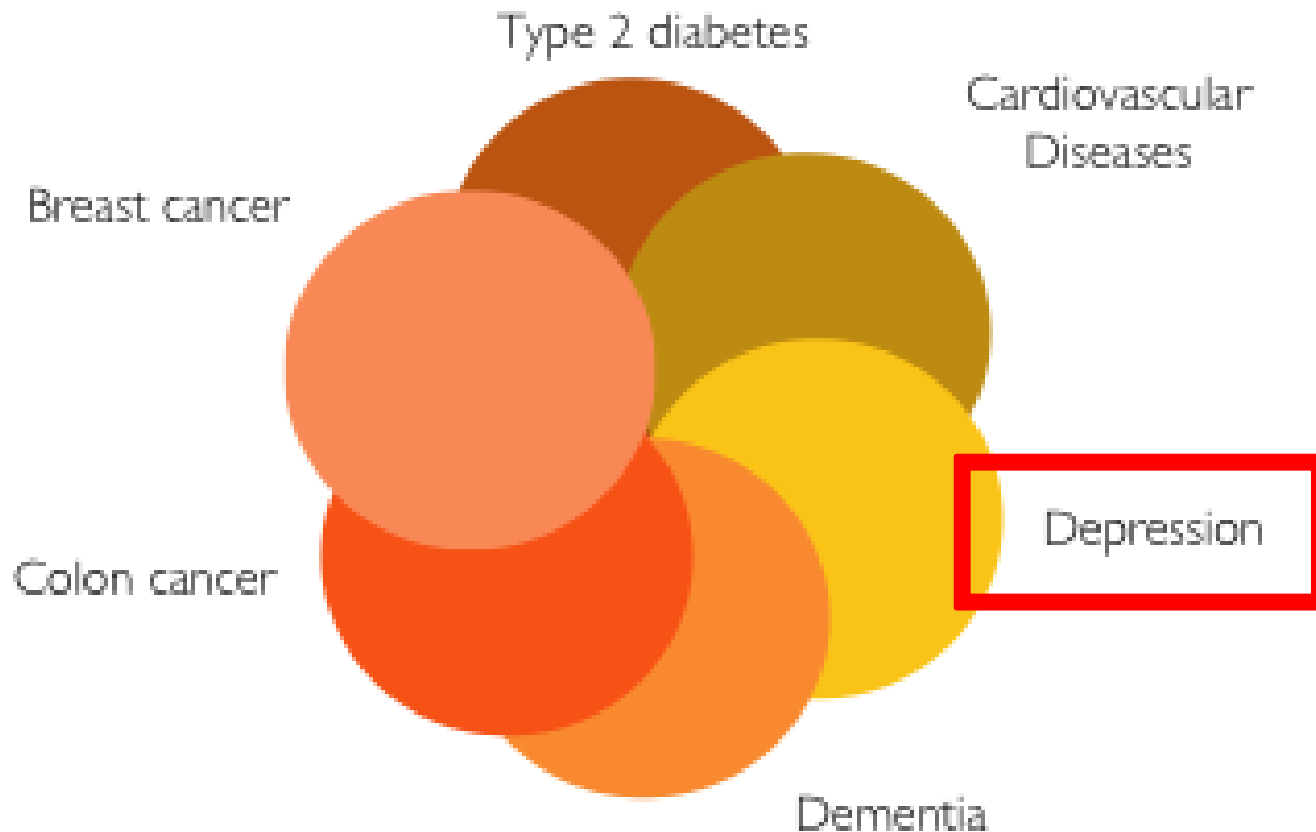 Type 2 diabetes
Cardiovascular
Diseases
Breast cancer
Depression
Colon cancer
Dementia